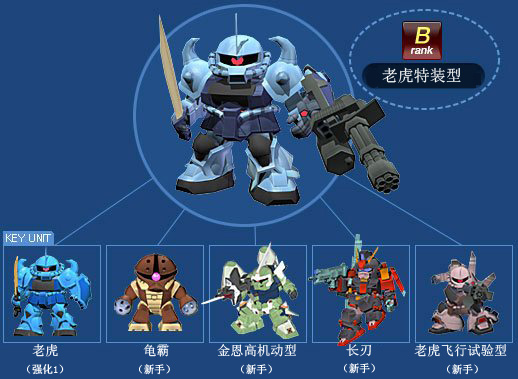 B
rank
老虎特装型
KEY UNIT
老虎
（强化1）
龟霸
（新手）
金恩高机动型
（新手）
长刃
（新手）
老虎飞行试验型
（新手）